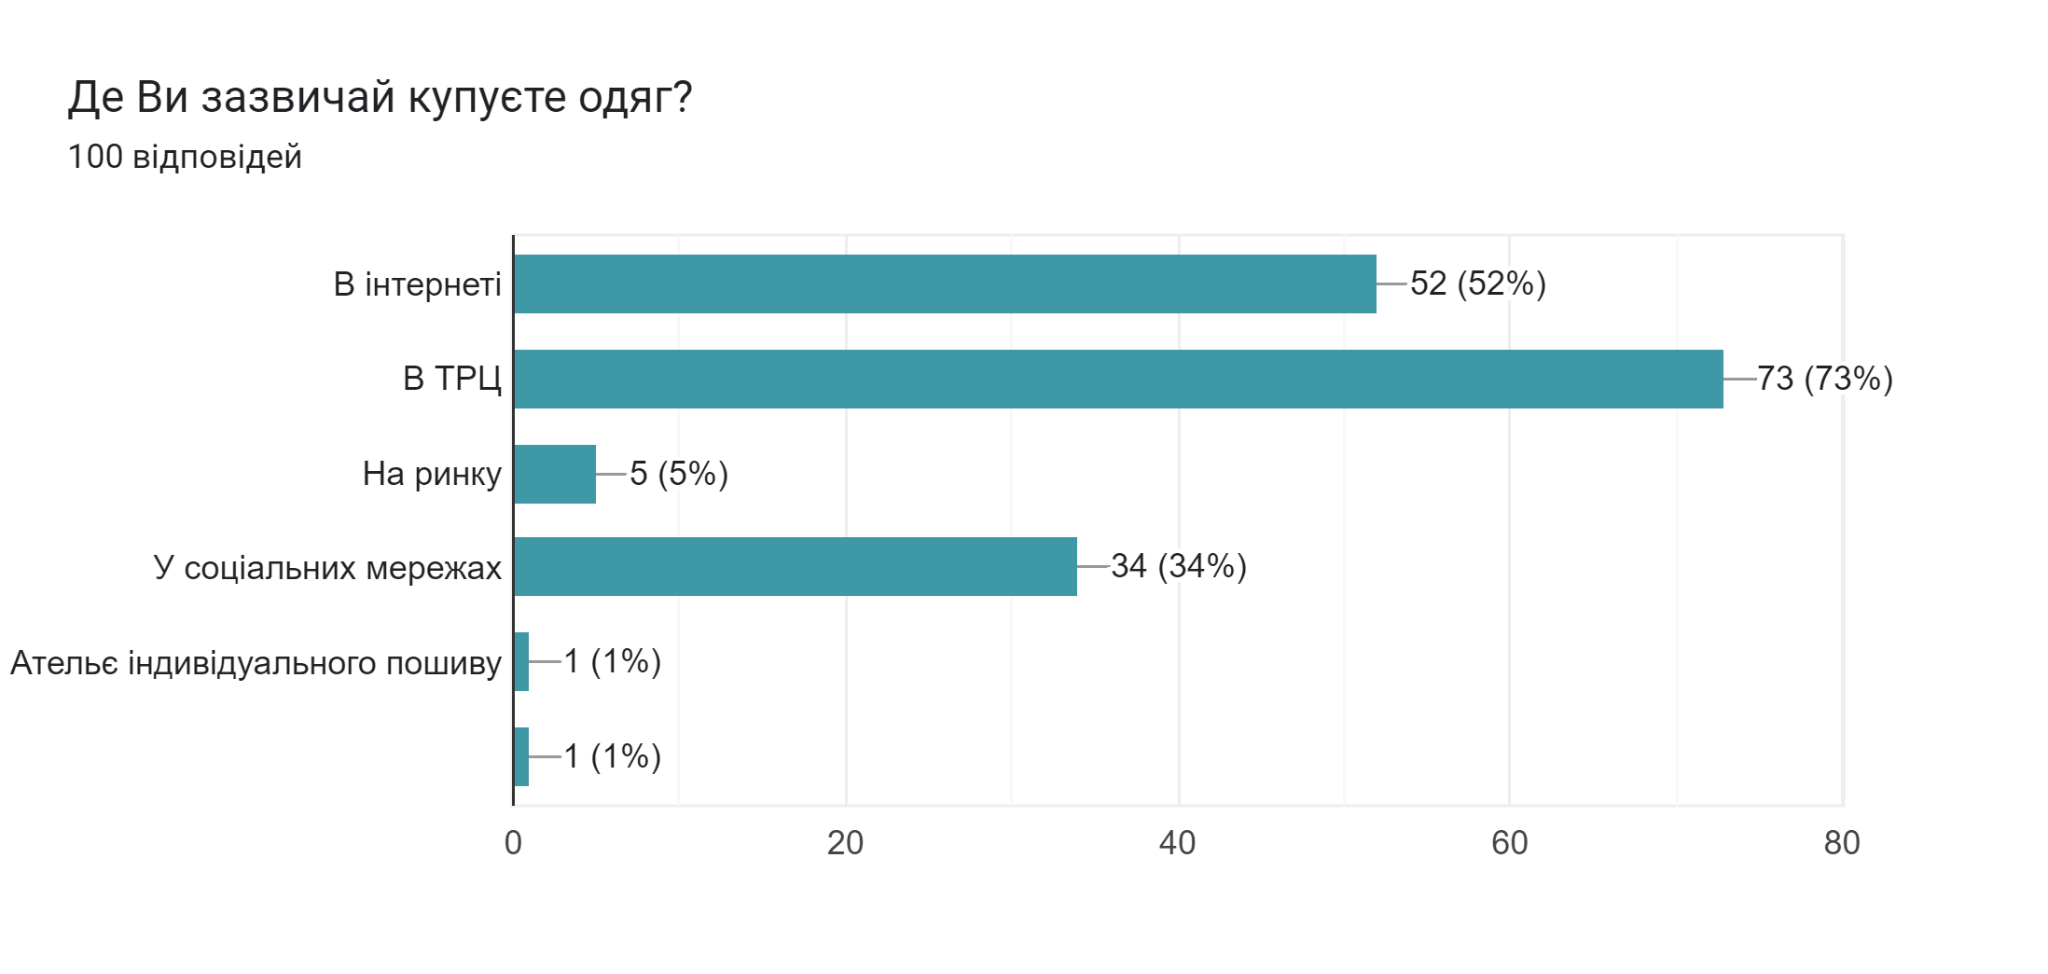 Де Ви зазвичай купуєте одяг?
100 відповідей
В інтернеті 52 (52%)
В ТРЦ 73 (73%)
На ринку 5 (5%)
У соціальних мережах 34 (34%)
Ательє індивідуального пошиву 1 (1%)
1 (1%)
0 20 40 60 80